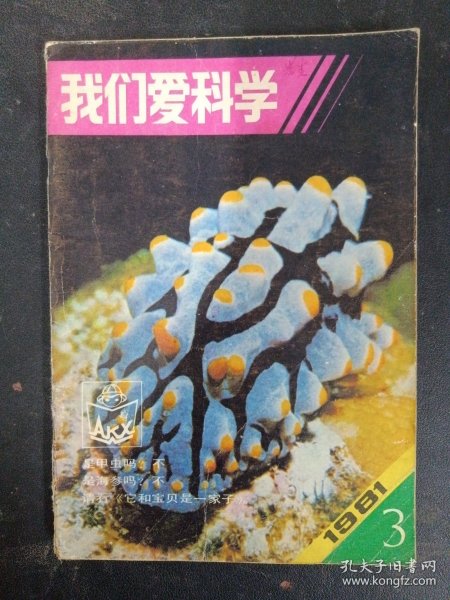 我们爱科学
AKX
是甲虫吗？不
是海参吗？不
请看《它和宝贝是一家子》
1981
3
孔夫子旧书网
www.kongfz.com